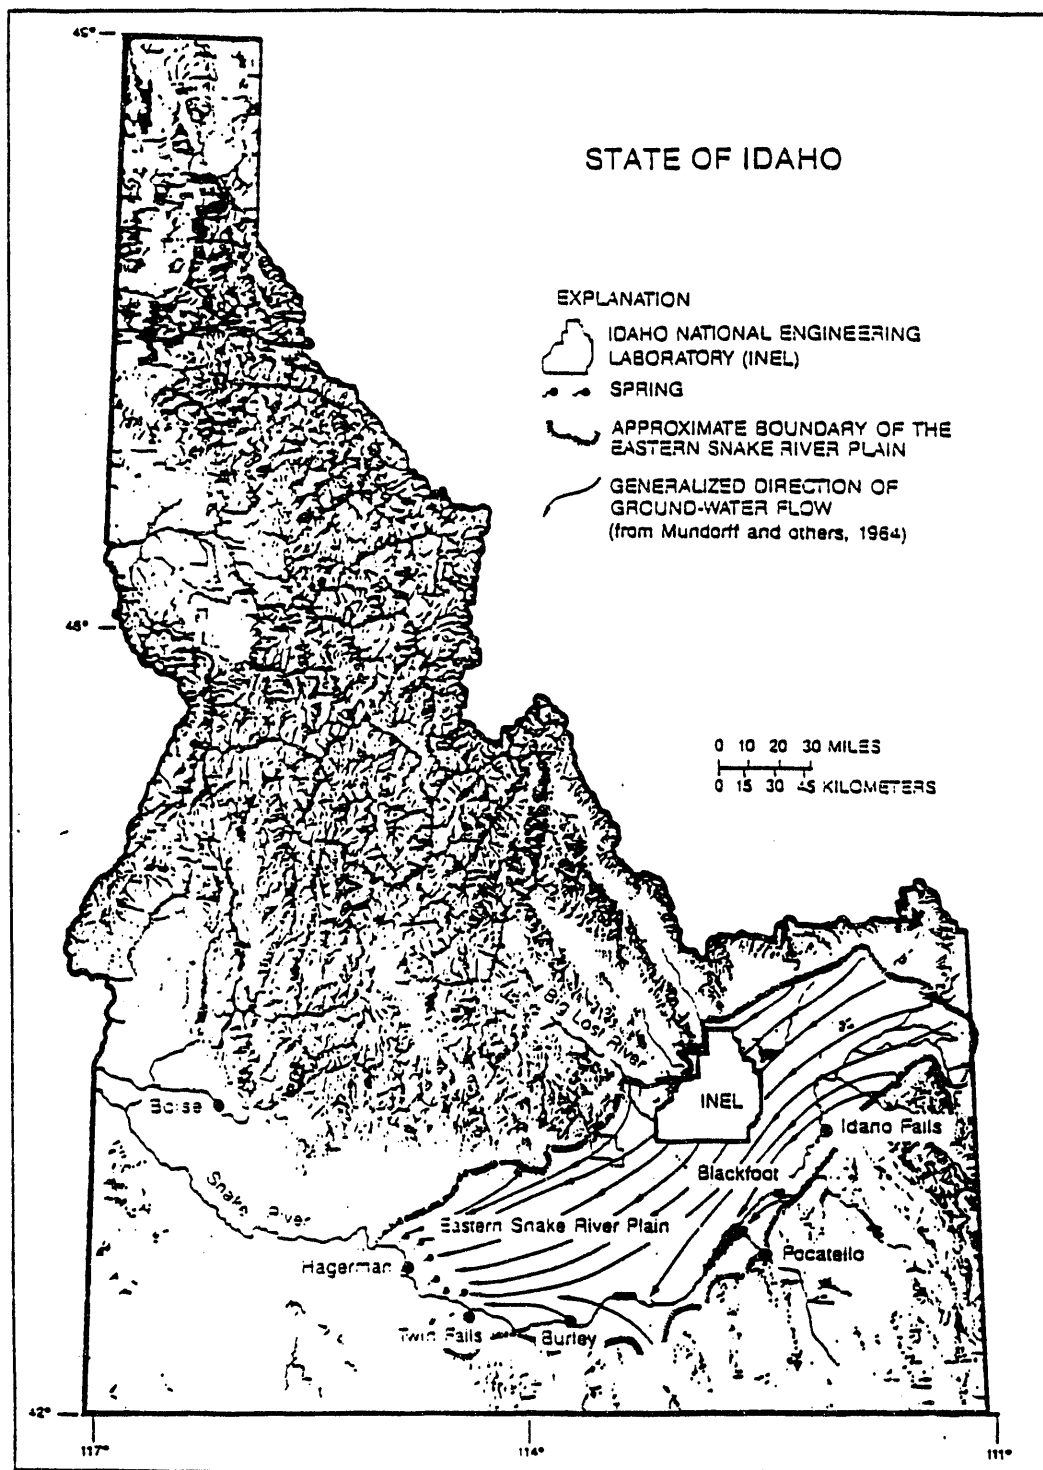 STATE OF IDAHO
EXPLANATION
IDAHO NATIONAL ENGINEERING
LABORATORY (INEL)
SPRING
APPROXIMATE BOUNDARY OF THE
EASTERN SNAKE RIVER PLAIN
GENERALIZED DIRECTION OF
GROUND-WATER FLOW
(from Mundorff and others, 1964)
0 10 20 30 MILES
0 15 30 45 KILOMETERS
Big Lost River
INEL
Boise
Idaho Falls
Blackfoot
Snake River
Eastern Snake River Plain
Hagerman
Pocatello
Twin Falls
Burley
42°
117°
114°
111°